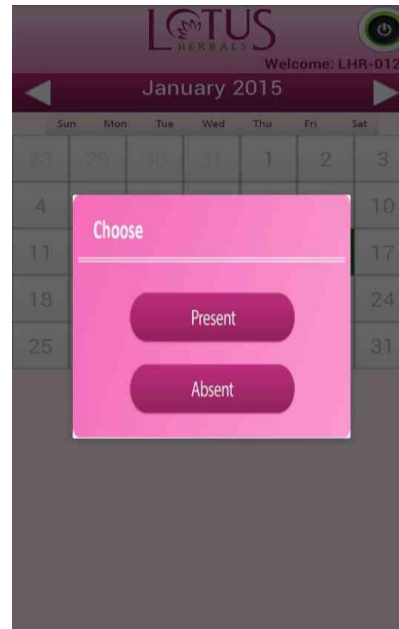 LOTUS
HERBALS
Welcome: LHR-012
January 2015
Sun Mon Tue Wed Thu Fri Sat
28 29 30 31 1 2 3
4 10
Choose
11 17
18 24
Present
25 31
Absent